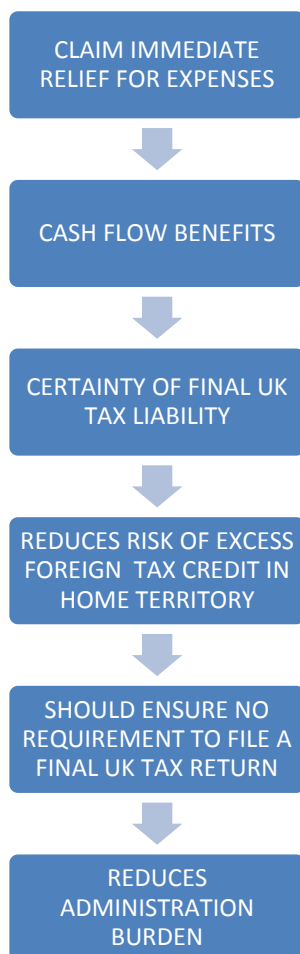 CLAIM IMMEDIATE
RELIEF FOR EXPENSES
CASH FLOW BENEFITS
CERTAINTY OF FINAL UK
TAX LIABILITY
REDUCES RISK OF EXCESS
FOREIGN TAX CREDIT IN
HOME TERRITORY
SHOULD ENSURE NO
REQUIREMENT TO FILE A
FINAL UK TAX RETURN
REDUCES
ADMINISTRATION
BURDEN